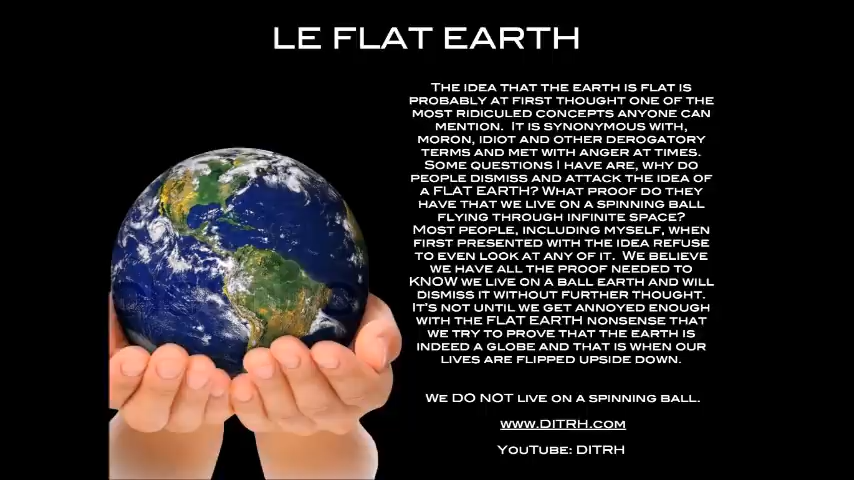 LE FLAT EARTH
THE IDEA THAT THE EARTH IS FLAT IS
PROBABLY AT FIRST THOUGHT ONE OF THE
MOST RIDICULED CONCEPTS ANYONE CAN
MENTION. IT IS SYNONYMOUS WITH,
MORON, IDIOT AND OTHER DEROGATORY
TERMS AND MET WITH ANGER AT TIMES.
SOME QUESTIONS I HAVE ARE, WHY DO
PEOPLE DISMISS AND ATTACK THE IDEA OF
A FLAT EARTH? WHAT PROOF DO THEY
HAVE THAT WE LIVE ON A SPINNING BALL
FLYING THROUGH INFINITE SPACE?
MOST PEOPLE, INCLUDING MYSELF, WHEN
FIRST PRESENTED WITH THE IDEA REFUSE
TO EVEN LOOK AT ANY OF IT. WE BELIEVE
WE HAVE ALL THE PROOF NEEDED TO
KNOW WE LIVE ON A BALL EARTH AND WILL
DISMISS IT WITHOUT FURTHER THOUGHT.
IT'S NOT UNTIL WE GET ANNOYED ENOUGH
WITH THE FLAT EARTH NONSENSE THAT
WE TRY TO PROVE THAT THE EARTH IS
INDEED A GLOBE AND THAT IS WHEN OUR
LIVES ARE FLIPPED UPSIDE DOWN.
WE DO NOT LIVE ON A SPINNING BALL.
WWW.DITRH.COM
YOUTUBE: DITRH